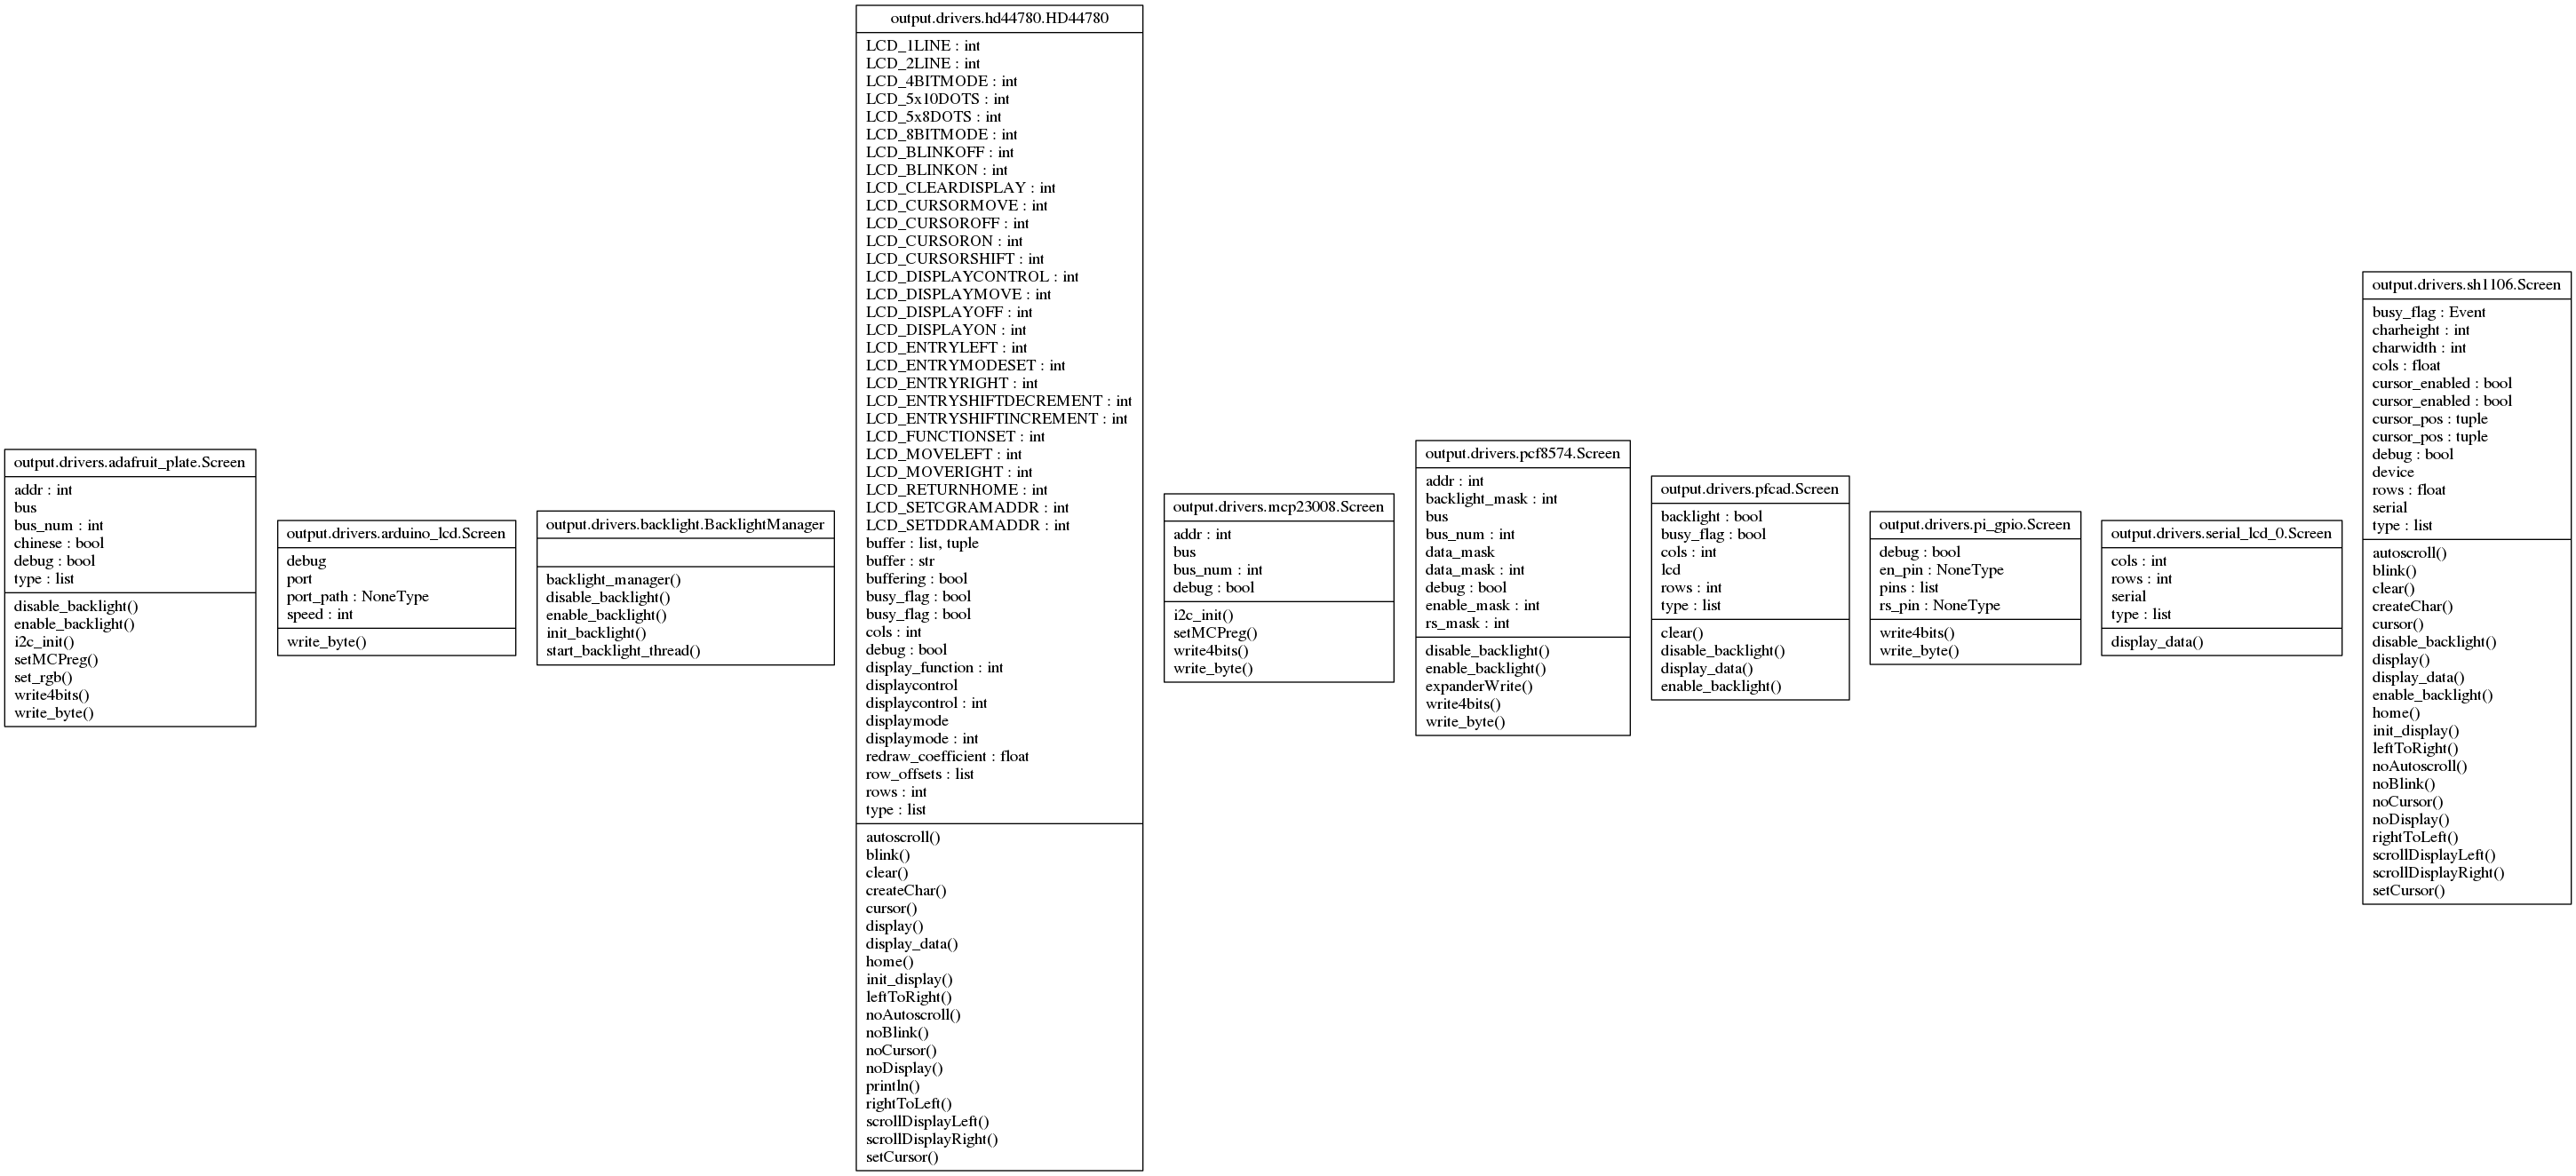 output.drivers.adafruit_plate.Screen
addr : int
bus
bus_num : int
chinese : bool
debug : bool
type : list
disable_backlight()
enable_backlight()
i2c_init()
setMCPreg()
set_rgb()
write4bits()
write_byte()
output.drivers.arduino_lcd.Screen
debug
port
port_path : NoneType
speed : int
write_byte()
output.drivers.backlight.BacklightManager
backlight_manager()
disable_backlight()
enable_backlight()
init_backlight()
start_backlight_thread()
output.drivers.hd44780.HD44780
LCD_1LINE : int
LCD_2LINE : int
LCD_4BITMODE : int
LCD_5x10DOTS : int
LCD_5x8DOTS : int
LCD_8BITMODE : int
LCD_BLINKOFF : int
LCD_BLINKON : int
LCD_CLEARDISPLAY : int
LCD_CURSORMOVE : int
LCD_CURSOROFF : int
LCD_CURSORON : int
LCD_CURSORSHIFT : int
LCD_DISPLAYCONTROL : int
LCD_DISPLAYMOVE : int
LCD_DISPLAYOFF : int
LCD_DISPLAYON : int
LCD_ENTRYLEFT : int
LCD_ENTRYMODESET : int
LCD_ENTRYRIGHT : int
LCD_ENTRYSHIFTDECREMENT : int
LCD_ENTRYSHIFTINCREMENT : int
LCD_FUNCTIONSET : int
LCD_MOVELEFT : int
LCD_MOVERIGHT : int
LCD_RETURNHOME : int
LCD_SETCGRAMADDR : int
LCD_SETDDRAMADDR : int
buffer : list, tuple
buffer : str
buffering : bool
busy_flag : bool
busy_flag : bool
cols : int
debug : bool
display_function : int
displaycontrol
displaycontrol : int
displaymode
displaymode : int
redraw_coefficient : float
row_offsets : list
rows : int
type : list
autoscroll()
blink()
clear()
createChar()
cursor()
display()
display_data()
home()
init_display()
leftToRight()
noAutoscroll()
noBlink()
noCursor()
noDisplay()
println()
rightToLeft()
scrollDisplayLeft()
scrollDisplayRight()
setCursor()
output.drivers.mcp23008.Screen
addr : int
bus
bus_num : int
debug : bool
i2c_init()
setMCPreg()
write4bits()
write_byte()
output.drivers.pcf8574.Screen
addr : int
backlight_mask : int
bus
bus_num : int
data_mask
data_mask : int
debug : bool
enable_mask : int
rs_mask : int
disable_backlight()
enable_backlight()
expanderWrite()
write4bits()
write_byte()
output.drivers.pfcad.Screen
backlight : bool
busy_flag : bool
cols : int
lcd
rows : int
type : list
clear()
disable_backlight()
display_data()
enable_backlight()
output.drivers.pi_gpio.Screen
debug : bool
en_pin : NoneType
pins : list
rs_pin : NoneType
write4bits()
write_byte()
output.drivers.serial_lcd_0.Screen
cols : int
rows : int
serial
type : list
display_data()
output.drivers.sh1106.Screen
busy_flag : Event
charheight : int
charwidth : int
cols : float
cursor_enabled : bool
cursor_enabled : bool
cursor_pos : tuple
cursor_pos : tuple
debug : bool
device
rows : float
serial
type : list
autoscroll()
blink()
clear()
createChar()
cursor()
disable_backlight()
display()
display_data()
enable_backlight()
home()
init_display()
leftToRight()
noAutoscroll()
noBlink()
noCursor()
noDisplay()
rightToLeft()
scrollDisplayLeft()
scrollDisplayRight()
setCursor()